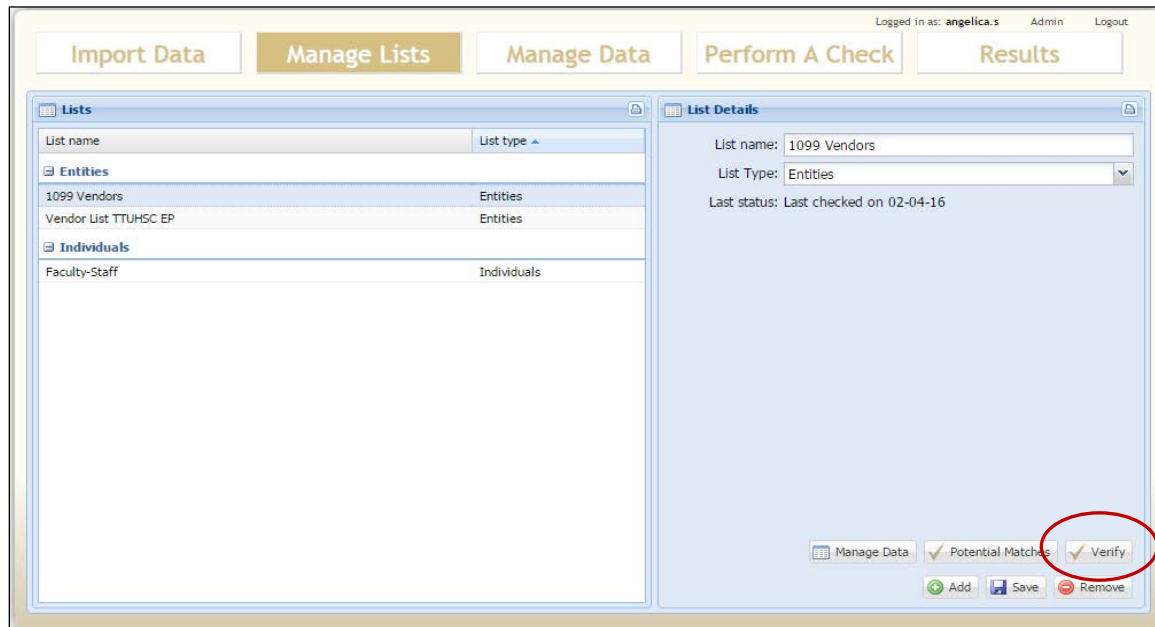 Logged in as: angelica.s Admin Logout
Import Data Manage Lists Manage Data Perform A Check Results
Lists
List name List type
Entities
1099 Vendors Entities
Vendor List TTUHSC EP Entities
Individuals
Faculty-Staff Individuals
List Details
List name: 1099 Vendors
List Type: Entities
Last status: Last checked on 02-04-16
Manage Data Potential Matches Verify
Add Save Remove